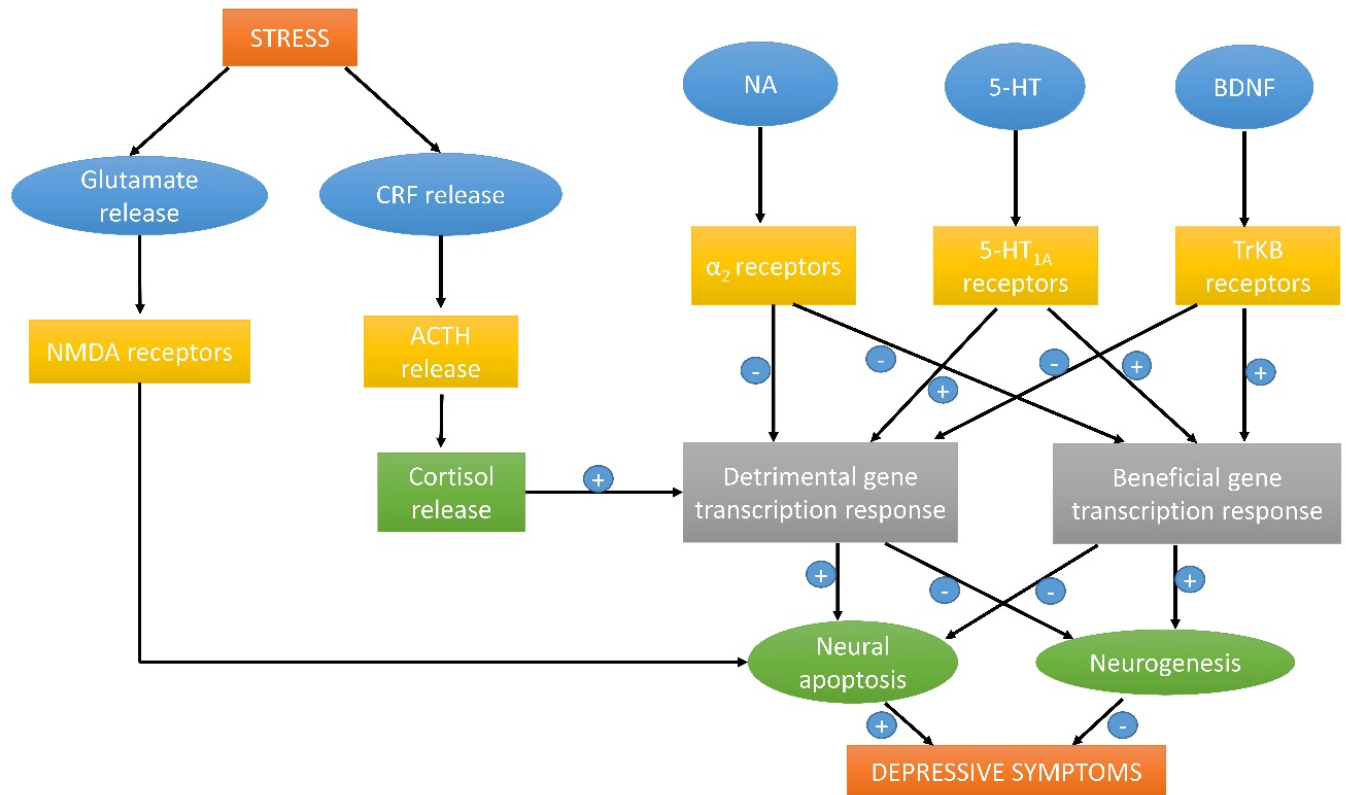 STRESS
NA
5-HT
BDNF
Glutamate
release
CRF release
α₂ receptors
5-HT₁A
receptors
TrKB
receptors
NMDA receptors
ACTH
release
-
-
+
-
+
+
Cortisol
release
+
Detrimental gene
transcription response
Beneficial gene
transcription response
+
-
-
+
Neural
apoptosis
Neurogenesis
+
-
DEPRESSIVE SYMPTOMS